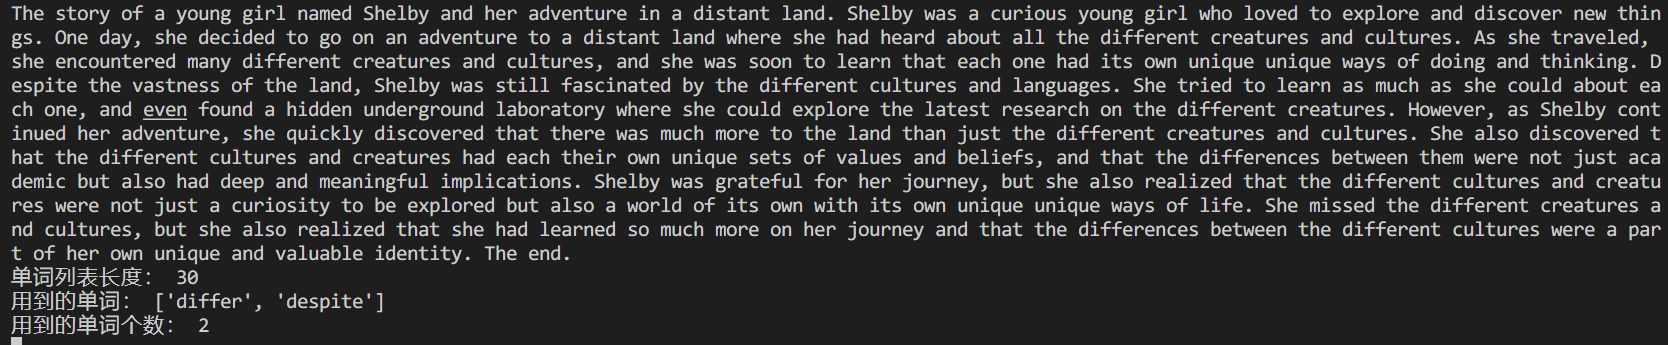 The story of a young girl named Shelby and her adventure in a distant land. Shelby was a curious young girl who loved to explore and discover new thin
gs. One day, she decided to go on an adventure to a distant land where she had heard about all the different creatures and cultures. As she traveled,
she encountered many different creatures and cultures, and she was soon to learn that each one had its own unique unique ways of doing and thinking. D
espite the vastness of the land, Shelby was still fascinated by the different cultures and languages. She tried to learn as much as she could about ea
ch one, and even found a hidden underground laboratory where she could explore the latest research on the different creatures. However, as Shelby cont
inued her adventure, she quickly discovered that there was much more to the land than just the different creatures and cultures. She also discovered t
hat the different cultures and creatures had each their own unique sets of values and beliefs, and that the differences between them were not just aca
demic but also had deep and meaningful implications. Shelby was grateful for her journey, but she also realized that the different cultures and creatu
res were not just a curiosity to be explored but also a world of its own with its own unique unique ways of life. She missed the different creatures a
nd cultures, but she also realized that she had learned so much more on her journey and that the differences between the different cultures were a par
t of her own unique and valuable identity. The end.
单词列表长度： 30
用到的单词： ['differ', 'despite']
用到的单词个数： 2